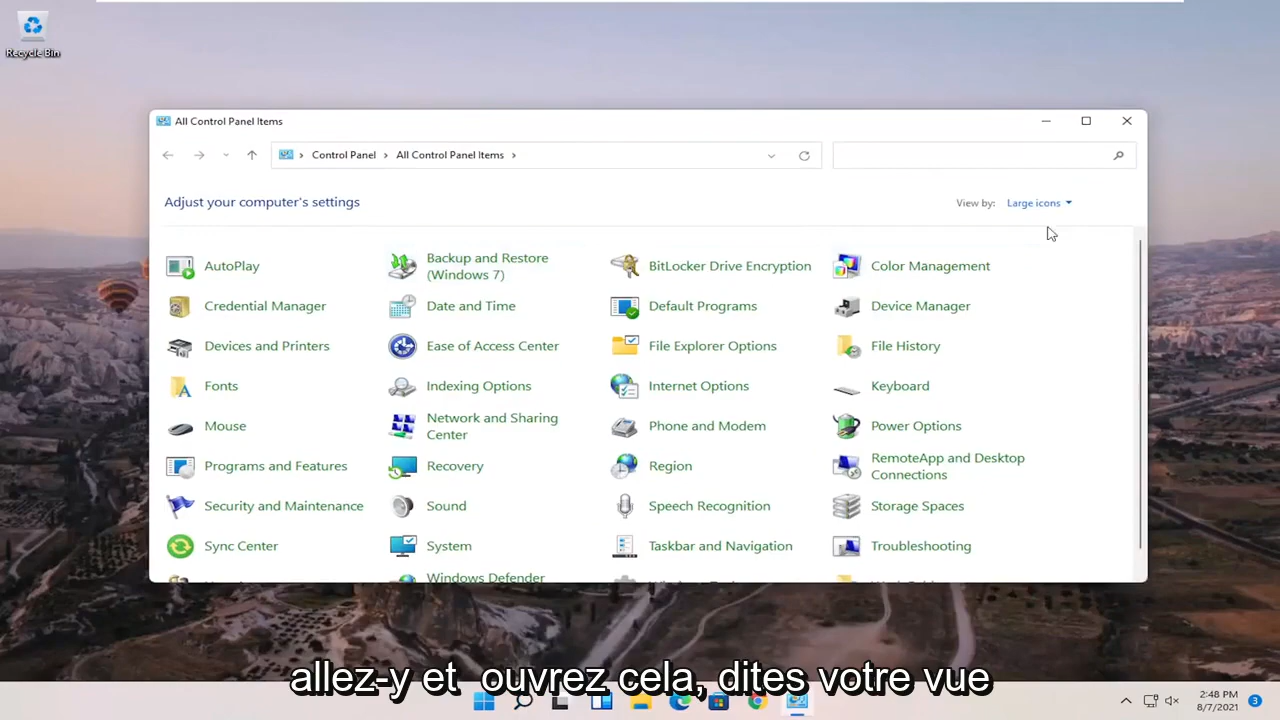 Recycle Bin
All Control Panel Items
Control Panel › All Control Panel Items ›
Adjust your computer's settings
View by: Large icons
AutoPlay
Backup and Restore
(Windows 7)
BitLocker Drive Encryption
Color Management
Credential Manager
Date and Time
Default Programs
Device Manager
Devices and Printers
Ease of Access Center
File Explorer Options
File History
Fonts
Indexing Options
Internet Options
Keyboard
Mouse
Network and Sharing
Center
Phone and Modem
Power Options
Programs and Features
Recovery
Region
RemoteApp and Desktop
Connections
Security and Maintenance
Sound
Speech Recognition
Storage Spaces
Sync Center
System
Taskbar and Navigation
Troubleshooting
Windows Defender
allez-y et ouvrez cela, dites votre vue
2:48 PM
8/7/2021
3